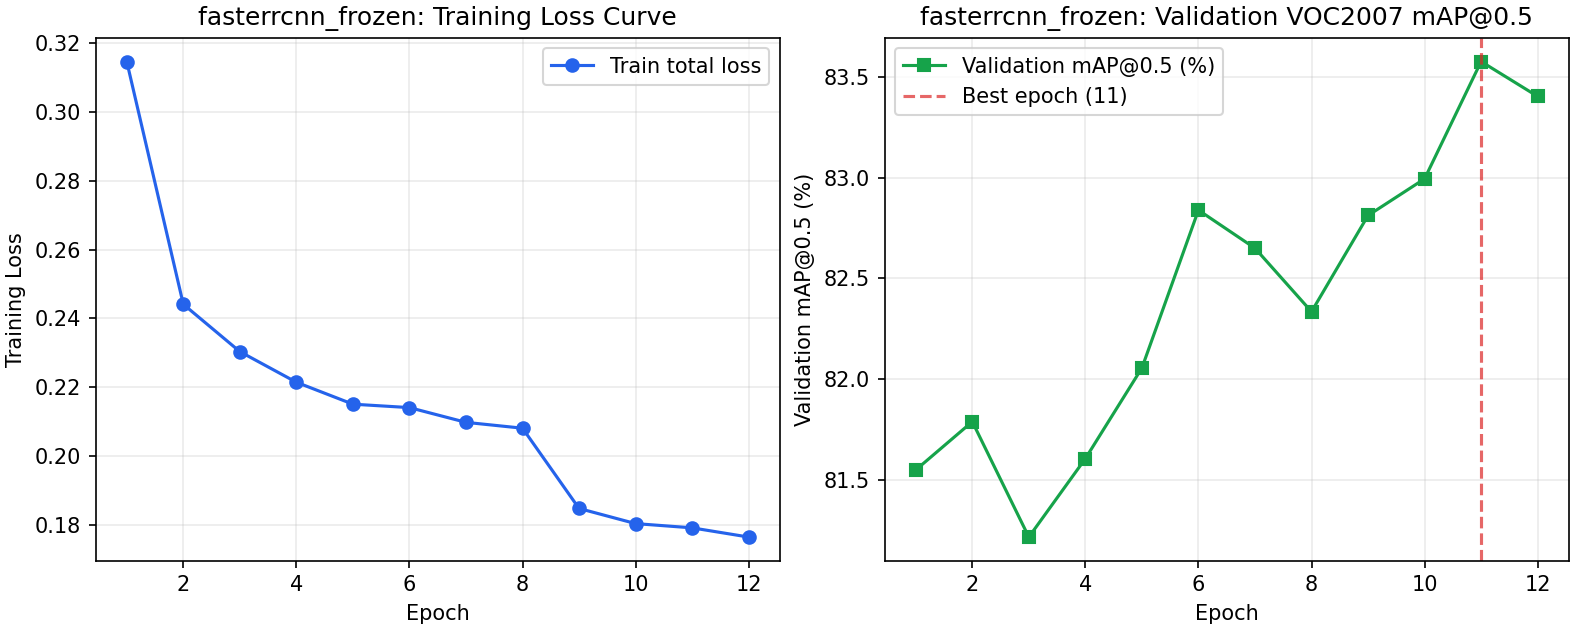 fasterrcnn_frozen: Training Loss Curve
Train total loss
0.32
0.30
0.28
0.26
0.24
0.22
0.20
0.18
Training Loss
2 4 6 8 10 12
Epoch
fasterrcnn_frozen: Validation VOC2007 mAP@0.5
Validation mAP@0.5 (%)
Best epoch (11)
83.5
83.0
82.5
82.0
81.5
Validation mAP@0.5 (%)
2 4 6 8 10 12
Epoch